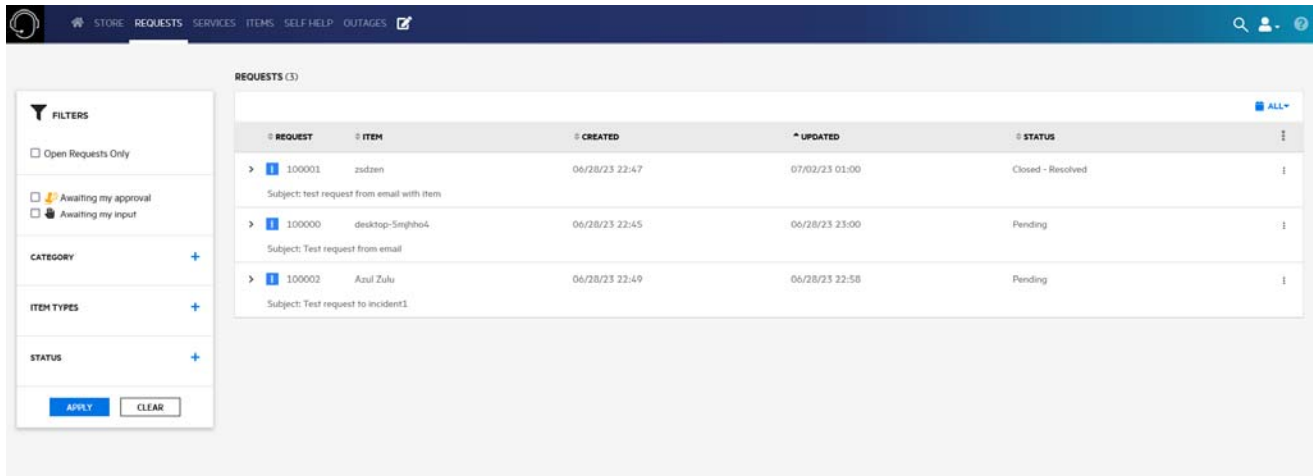 STORE REQUESTS SERVICES ITEMS SELF HELP OUTAGES
REQUESTS (3)
FILTERS
Open Requests Only
Awaiting my approval
Awaiting my input
CATEGORY +
ITEM TYPES +
STATUS +
APPLY CLEAR
ALL
REQUEST ITEM CREATED UPDATED STATUS
I 100001 zsdzen 06/28/23 22:47 07/02/23 01:00 Closed - Resolved
Subject: test request from email with item
I 100000 desktop-5mjhho4 06/28/23 22:45 06/28/23 23:00 Pending
Subject: Test request from email
I 100002 Azul Zulu 06/28/23 22:49 06/28/23 22:58 Pending
Subject: Test request to incident1